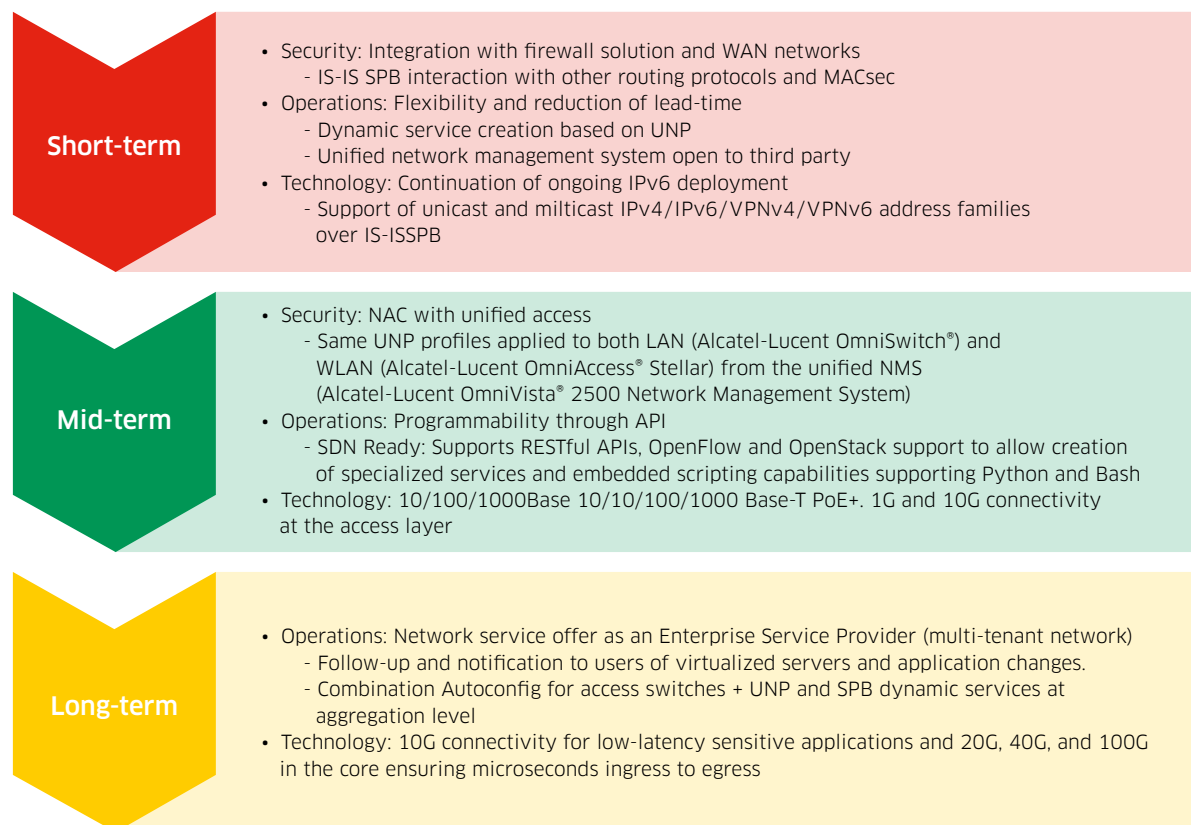 Short-term
• Security: Integration with firewall solution and WAN networks
- IS-IS SPB interaction with other routing protocols and MACsec
• Operations: Flexibility and reduction of lead-time
- Dynamic service creation based on UNP
- Unified network management system open to third party
• Technology: Continuation of ongoing IPv6 deployment
- Support of unicast and milticast IPv4/IPv6/VPNv4/VPNv6 address families
over IS-ISSPB
Mid-term
• Security: NAC with unified access
- Same UNP profiles applied to both LAN (Alcatel-Lucent OmniSwitch®) and
WLAN (Alcatel-Lucent OmniAccess® Stellar) from the unified NMS
(Alcatel-Lucent OmniVista® 2500 Network Management System)
• Operations: Programmability through API
- SDN Ready: Supports RESTful APIs, OpenFlow and OpenStack support to allow creation
of specialized services and embedded scripting capabilities supporting Python and Bash
• Technology: 10/100/1000Base 10/10/100/1000 Base-T PoE+. 1G and 10G connectivity
at the access layer
Long-term
• Operations: Network service offer as an Enterprise Service Provider (multi-tenant network)
- Follow-up and notification to users of virtualized servers and application changes.
- Combination Autoconfig for access switches + UNP and SPB dynamic services at
aggregation level
• Technology: 10G connectivity for low-latency sensitive applications and 20G, 40G, and 100G
in the core ensuring microseconds ingress to egress